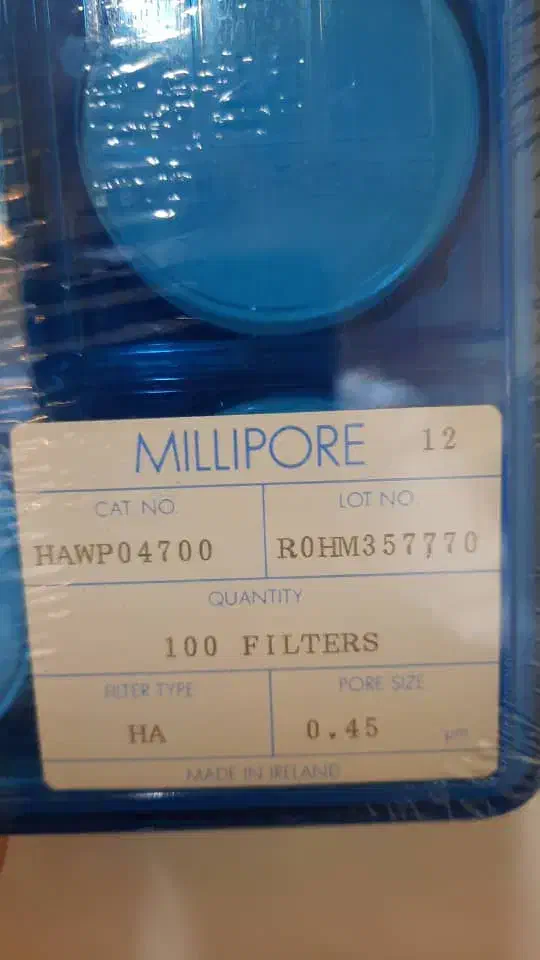 MILLIPORE 12
CAT NO. LOT NO.
HAWP04700 R0HM357770
QUANTITY
100 FILTERS
FILTER TYPE PORE SIZE
HA 0.45 µm
MADE IN IRELAND